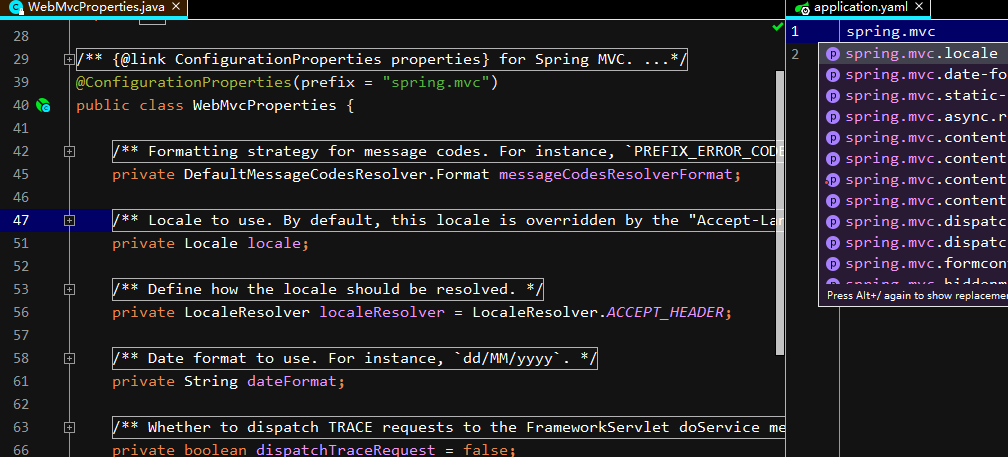 WebMvcProperties.java
28
29 /** {@link ConfigurationProperties properties} for Spring MVC. ...*/
39 @ConfigurationProperties(prefix = "spring.mvc")
40 public class WebMvcProperties {
41
42 /** Formatting strategy for message codes. For instance, `PREFIX_ERROR_CODE
45 private DefaultMessageCodesResolver.Format messageCodesResolverFormat;
46
47 /** Locale to use. By default, this locale is overridden by the "Accept-Lan
51 private Locale locale;
52
53 /** Define how the locale should be resolved. */
56 private LocaleResolver localeResolver = LocaleResolver.ACCEPT_HEADER;
57
58 /** Date format to use. For instance, `dd/MM/yyyy`. */
61 private String dateFormat;
62
63 /** Whether to dispatch TRACE requests to the FrameworkServlet doService me
66 private boolean dispatchTraceRequest = false;
application.yaml
1 spring.mvc
2
spring.mvc.locale
spring.mvc.date-fo
spring.mvc.static-
spring.mvc.async.r
spring.mvc.content
spring.mvc.content
spring.mvc.content
spring.mvc.content
spring.mvc.dispatc
spring.mvc.dispatc
spring.mvc.formcon
spring.mvc.hiddenm
Press Alt+/ again to show replacemen